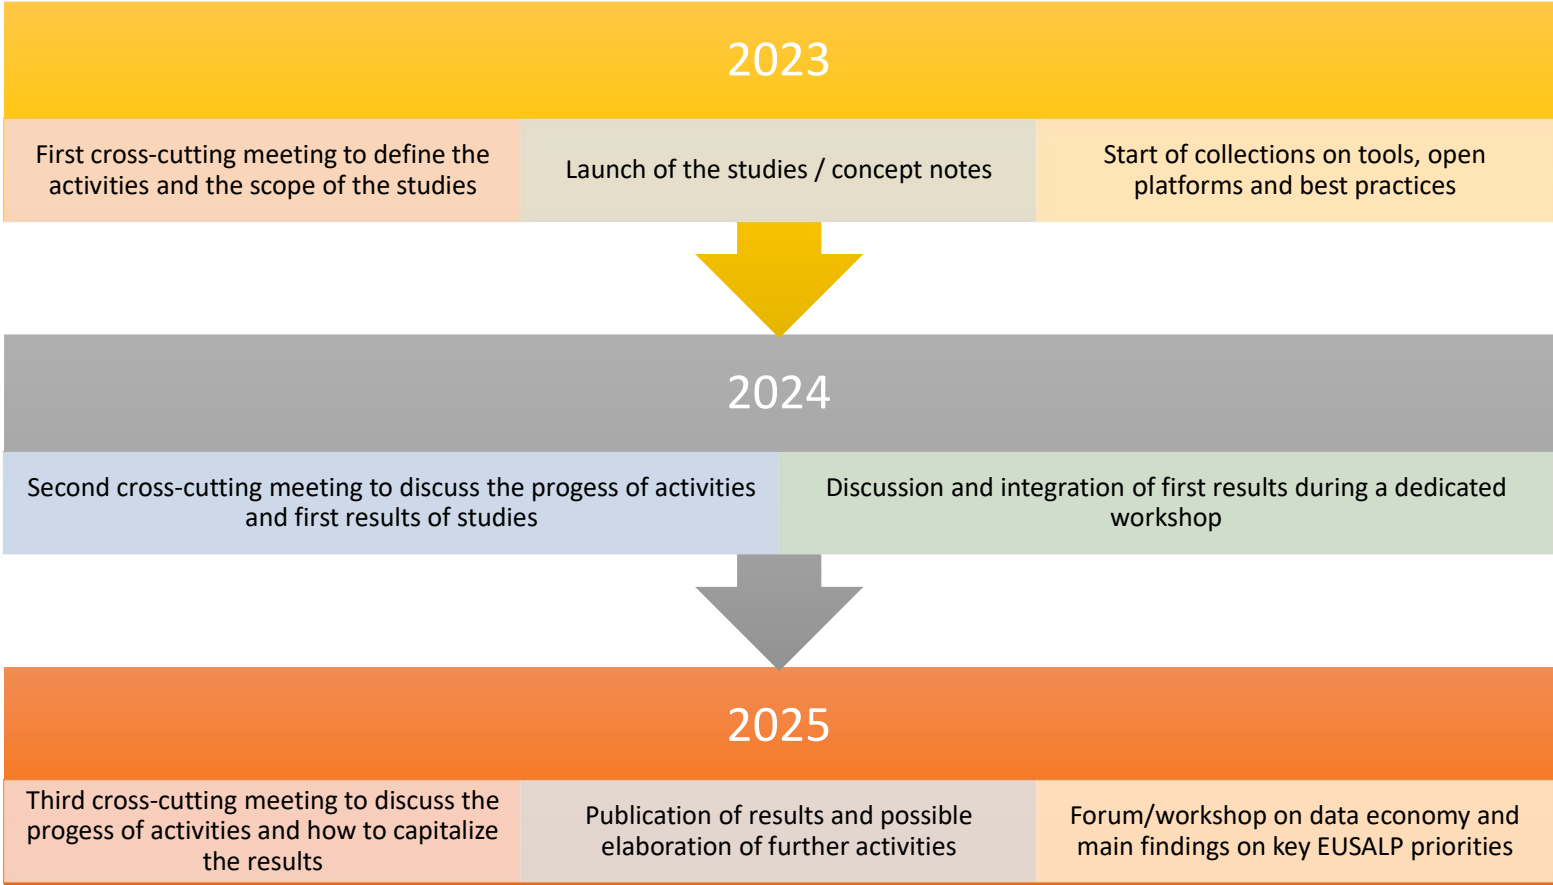 2023
First cross-cutting meeting to define the
activities and the scope of the studies
Launch of the studies / concept notes
Start of collections on tools, open
platforms and best practices
2024
Second cross-cutting meeting to discuss the progess of activities
and first results of studies
Discussion and integration of first results during a dedicated
workshop
2025
Third cross-cutting meeting to discuss the
progess of activities and how to capitalize
the results
Publication of results and possible
elaboration of further activities
Forum/workshop on data economy and
main findings on key EUSALP priorities